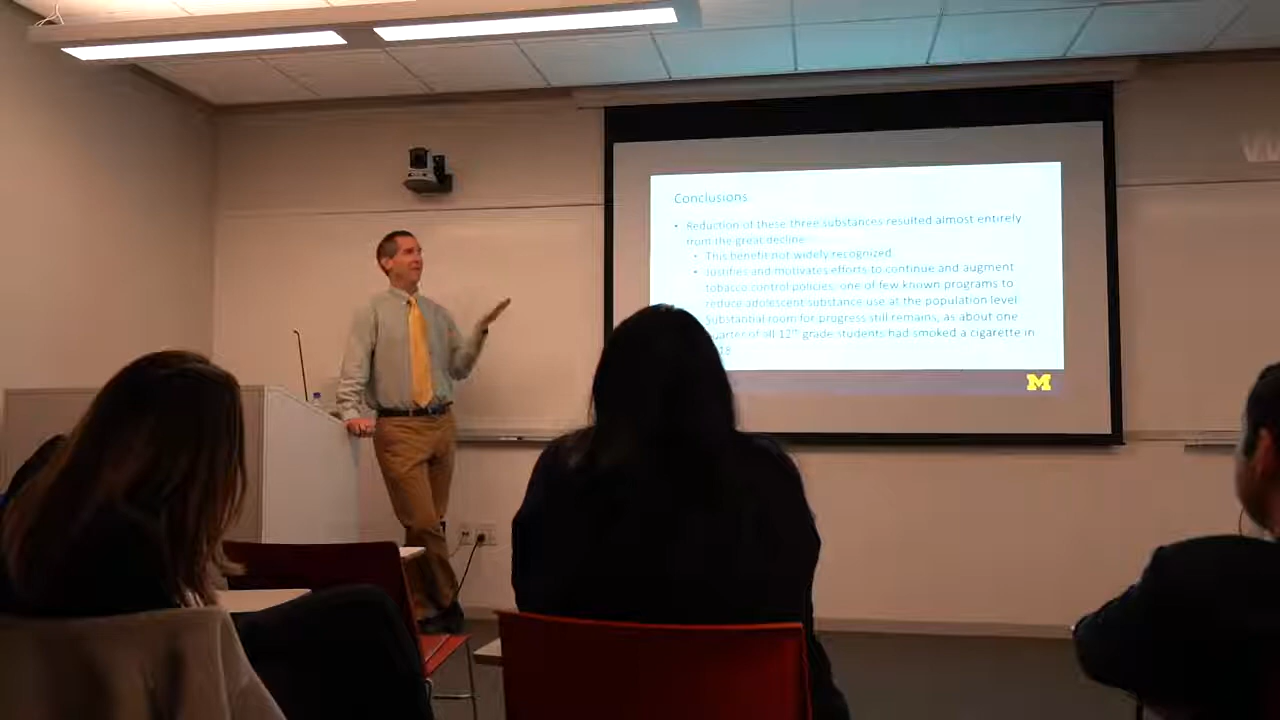 Conclusions
• Reduction of these three substances resulted almost entirely
from the great decline
• This benefit not widely recognized
• Justifies and motivates efforts to continue and augment
tobacco control policies; one of few known programs to
reduce adolescent substance use at the population level
Substantial room for progress still remains, as about one
quarter of all 12th grade students had smoked a cigarette in
M